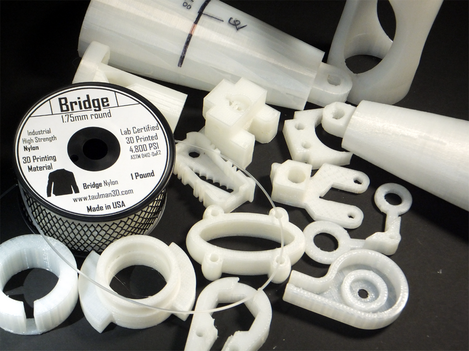 Bridge
1.75mm round
Industrial
High Strength
Nylon
3D Printing
Material
Lab Certified
3D Printed
4,800 PSI
Bridge Nylon
1 Pound
www.taulman3D.com
Made in USA